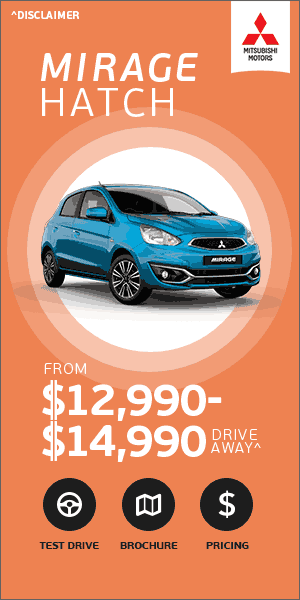 ^DISCLAIMER
MITSUBISHI
MOTORS
MIRAGE
HATCH
MIRAGE
FROM
$12,990-
$14,990 DRIVE
AWAY^
$
TEST DRIVE BROCHURE PRICING